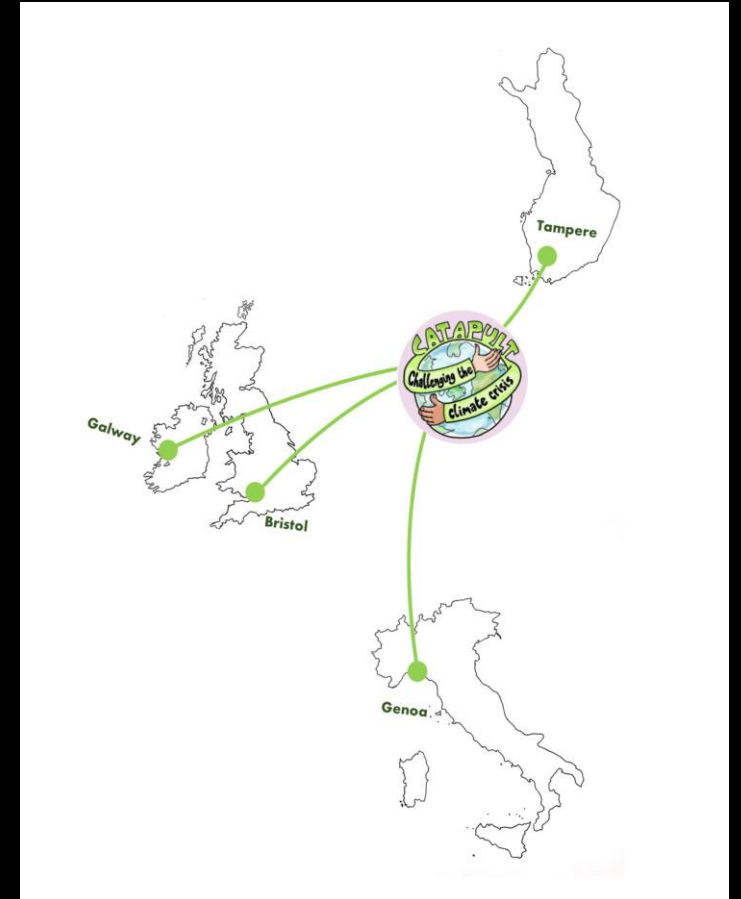 Tampere
CATAPULT
Challenging the
climate crisis
Galway
Bristol
Genoa